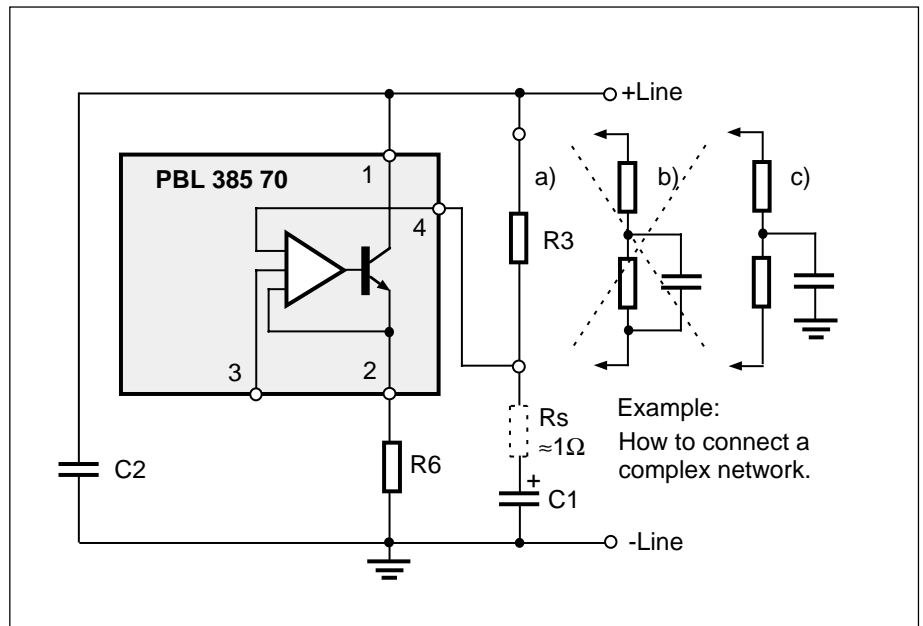 +Line
PBL 385 70
1
a)
b)
c)
4
R3
3
2
Rs
≈1Ω
Example:
How to connect a
complex network.
C2
R6
+
C1
-Line